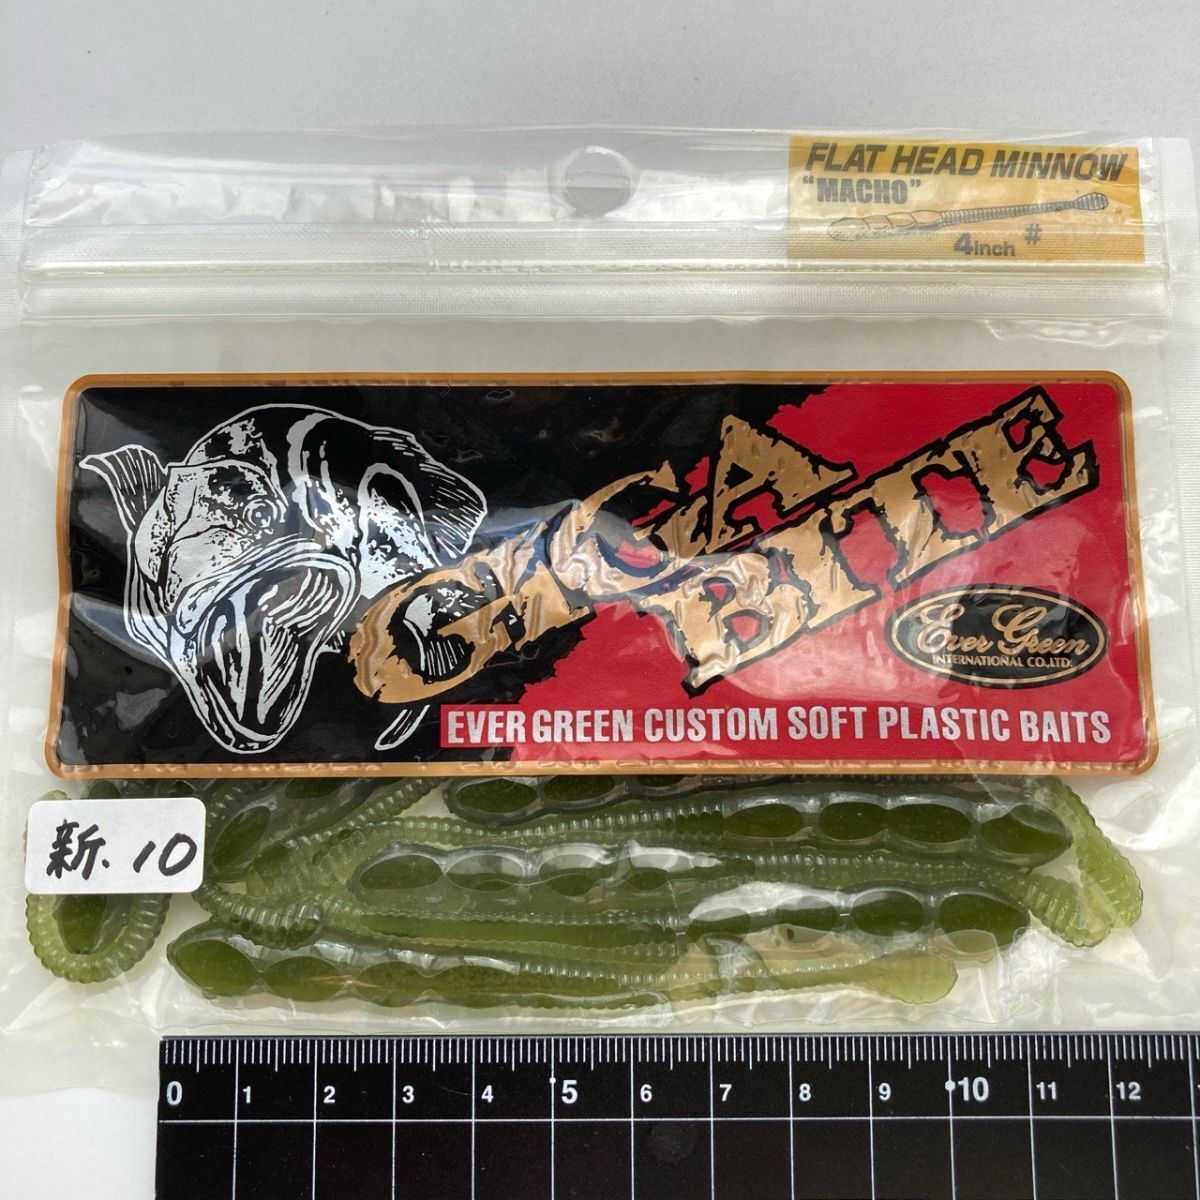 FLAT HEAD MINNOW
"MACHO"
4inch #
GIGA BITE
Ever Green
INTERNATIONAL CO.,LTD.
EVER GREEN CUSTOM SOFT PLASTIC BAITS
新.10
0 1 2 3 4 5 6 7 8 9 10 11 12